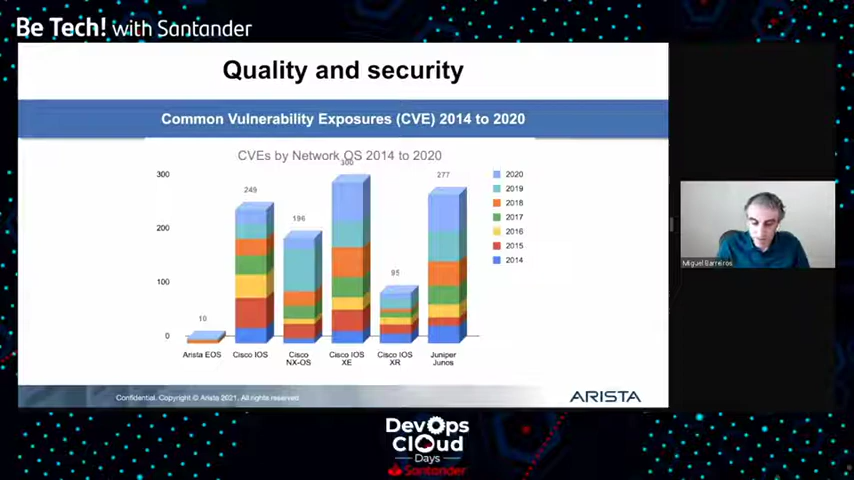 Be Tech! with Santander
Quality and security
Common Vulnerability Exposures (CVE) 2014 to 2020
CVEs by Network OS 2014 to 2020
300
200
100
0
10
249
196
300
95
277
Arista EOS
Cisco IOS
Cisco
NX-OS
Cisco IOS
XE
Cisco IOS
XR
Juniper
Junos
2020
2019
2018
2017
2016
2015
2014
Confidential. Copyright © Arista 2021. All rights reserved
ARISTA
Miguel Barreiros
DevOps
Cloud
Days
Santander